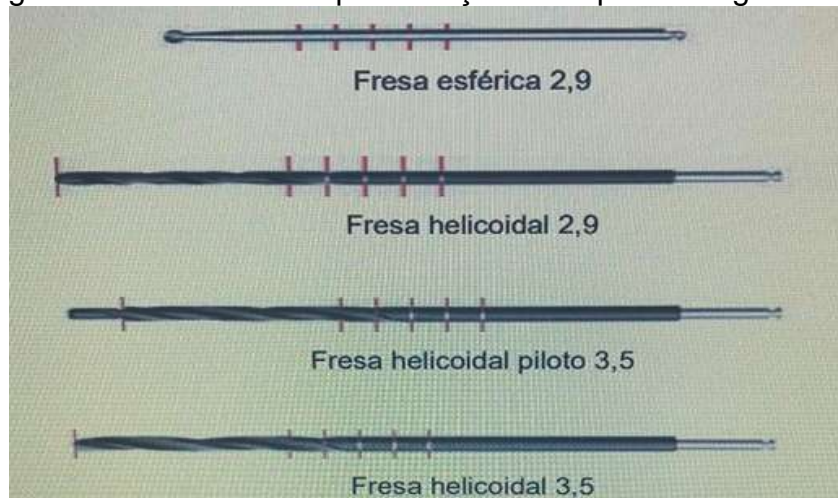 Fresa esférica 2,9
Fresa helicoidal 2,9
Fresa helicoidal piloto 3,5
Fresa helicoidal 3,5